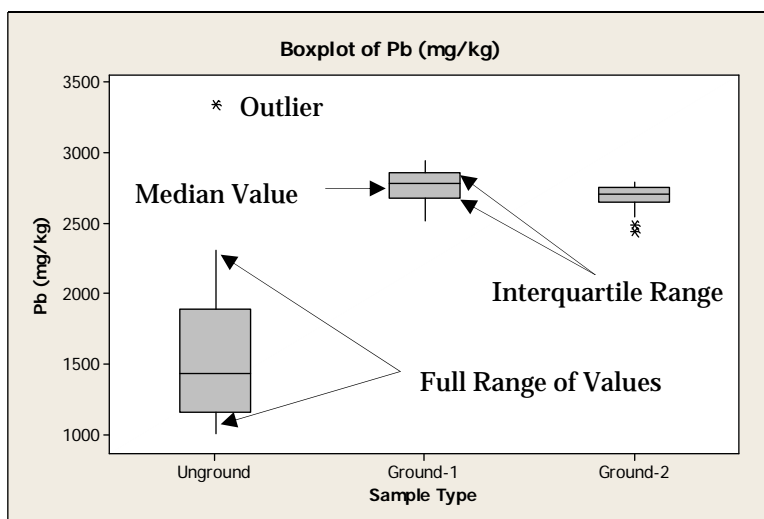 Boxplot of Pb (mg/kg)
3500
Outlier
3000
Median Value
2500
Interquartile Range
2000
1500
Full Range of Values
1000
Pb (mg/kg)
Unground Ground-1 Ground-2
Sample Type